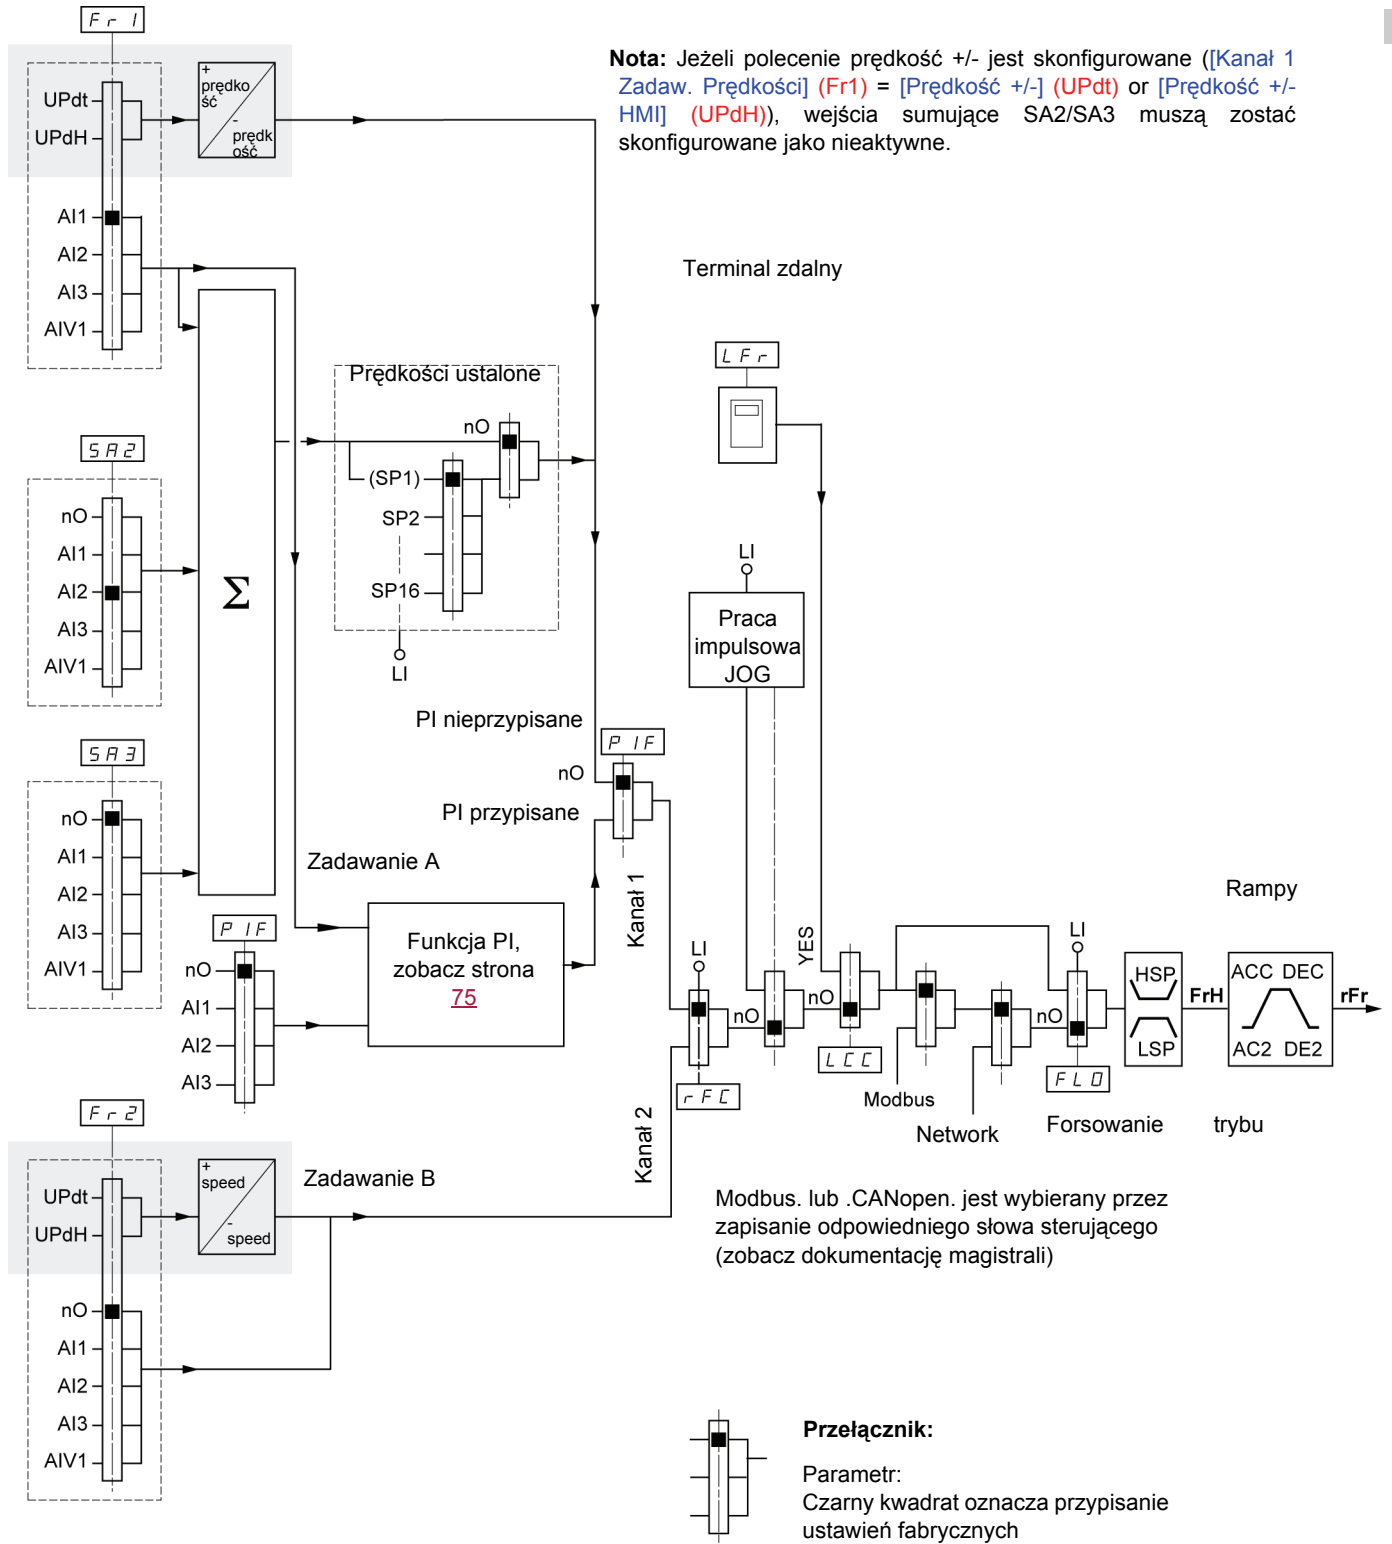 Fr1
Nota: Jeżeli polecenie prędkość +/- jest skonfigurowane ([Kanał 1
Zadaw. Prędkości] (Fr1) = [Prędkość +/-] (UPdt) or [Prędkość +/-
HMI] (UPdH)), wejścia sumujące SA2/SA3 muszą zostać
skonfigurowane jako nieaktywne.
UPdt
UPdH
+
prędko
ść
-
prędk
ość
AI1
AI2
AI3
AIV1
Terminal zdalny
LFr
Prędkości ustalone
nO
(SP1)
SP2
SP16
LI
SA2
nO
AI1
AI2
AI3
AIV1
Σ
LI
Praca
impulsowa
JOG
PI nieprzypisane
PIF
nO
PI przypisane
SA3
nO
AI1
AI2
AI3
AIV1
Zadawanie A
Kanał 1
Rampy
PIF
nO
AI1
AI2
AI3
Funkcja PI,
zobacz strona
75
LI
nO
rFC
YES
nO
LCC
Modbus
Network
nO
LI
FLO
HSP
LSP
FrH
ACC DEC
AC2 DE2
rFr
Forsowanie trybu
Kanał 2
Fr2
UPdt
UPdH
+
speed
-
speed
Zadawanie B
nO
AI1
AI2
AI3
AIV1
Modbus. lub .CANopen. jest wybierany przez
zapisanie odpowiedniego słowa sterującego
(zobacz dokumentację magistrali)
Przełącznik:
Parametr:
Czarny kwadrat oznacza przypisanie
ustawień fabrycznych